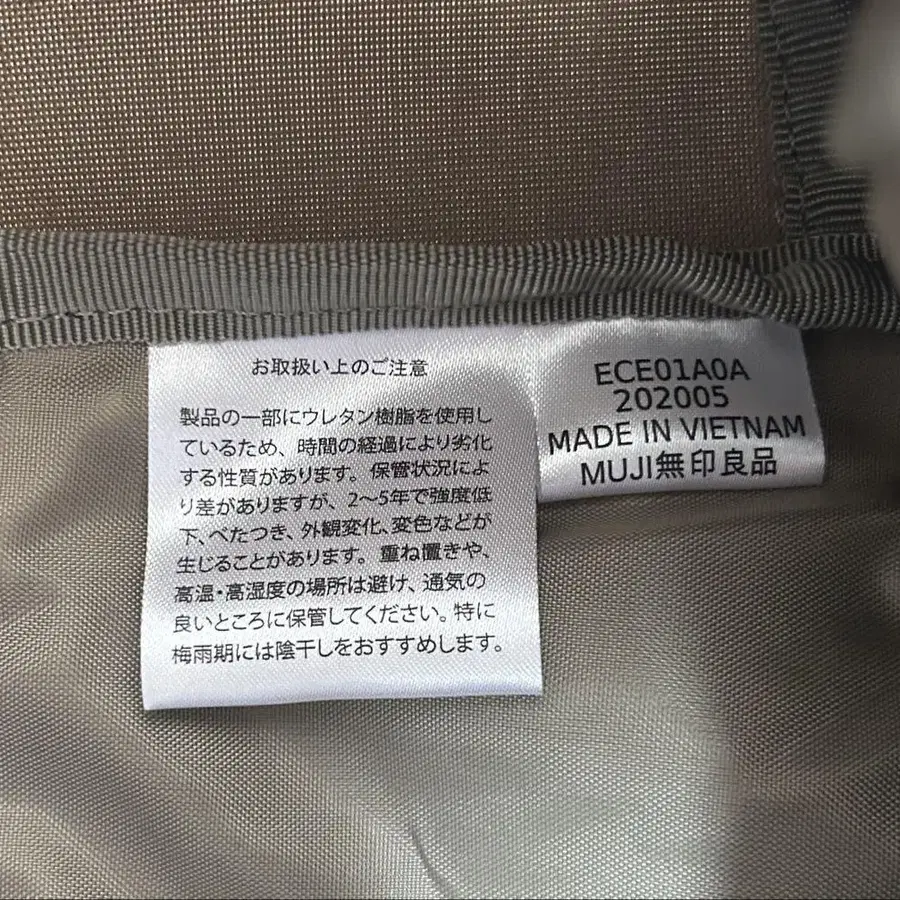 お取扱い上のご注意
製品の一部にウレタン樹脂を使用し
ているため、時間の経過により劣化
する性質があります。保管状況によ
り差がありますが、2〜5年で強度低
下、べたつき、外観変化、変色などが
生じることがあります。重ね置きや、
高温・高湿度の場所は避け、通気の
良いところに保管してください。特に
梅雨期には陰干しをおすすめします。
ECE01A0A
202005
MADE IN VIETNAM
MUJI無印良品